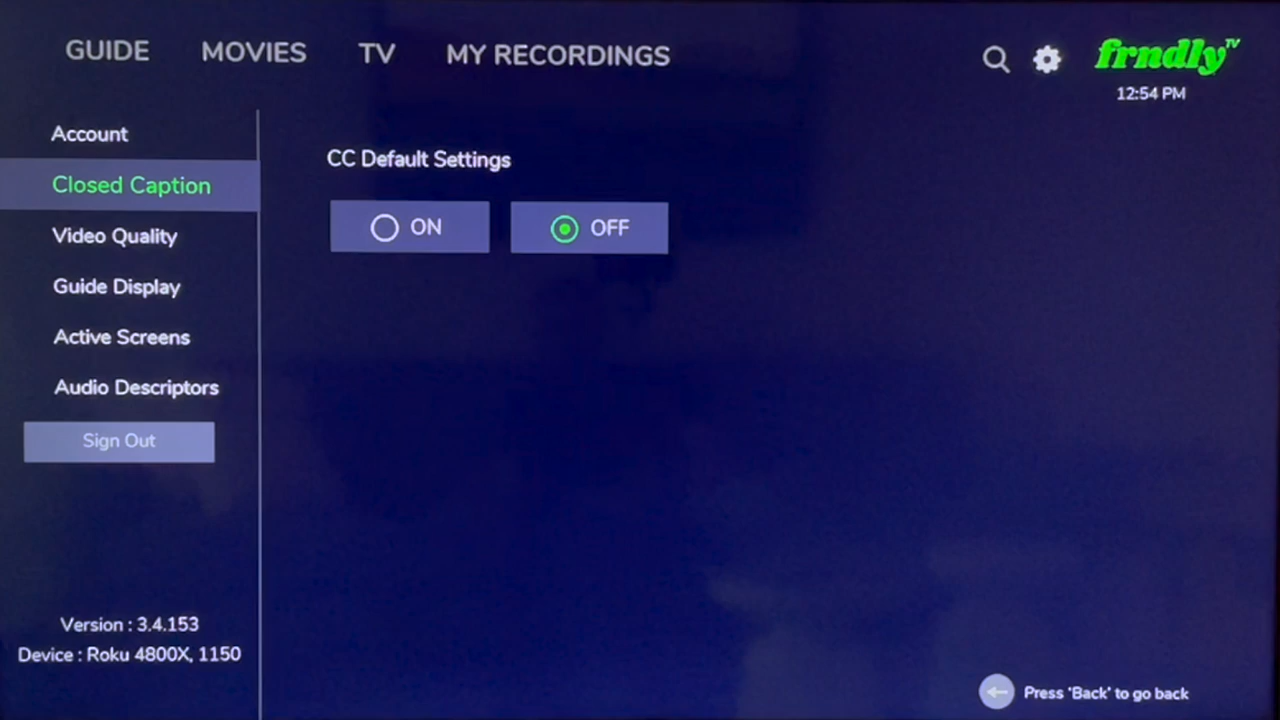 GUIDE MOVIES TV MY RECORDINGS
frndly TV
12:54 PM
Account
Closed Caption
Video Quality
Guide Display
Active Screens
Audio Descriptors
Sign Out
CC Default Settings
ON OFF
Version : 3.4.153
Device : Roku 4800X, 1150
Press 'Back' to go back